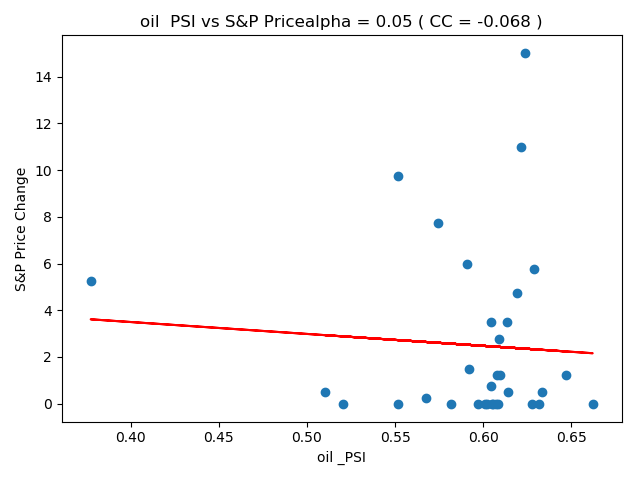 oil  PSI vs S&P Pricealpha = 0.05 ( CC = -0.068 )
14
12
10
8
6
4
2
0
S&P Price Change
0.40 0.45 0.50 0.55 0.60 0.65
oil _PSI